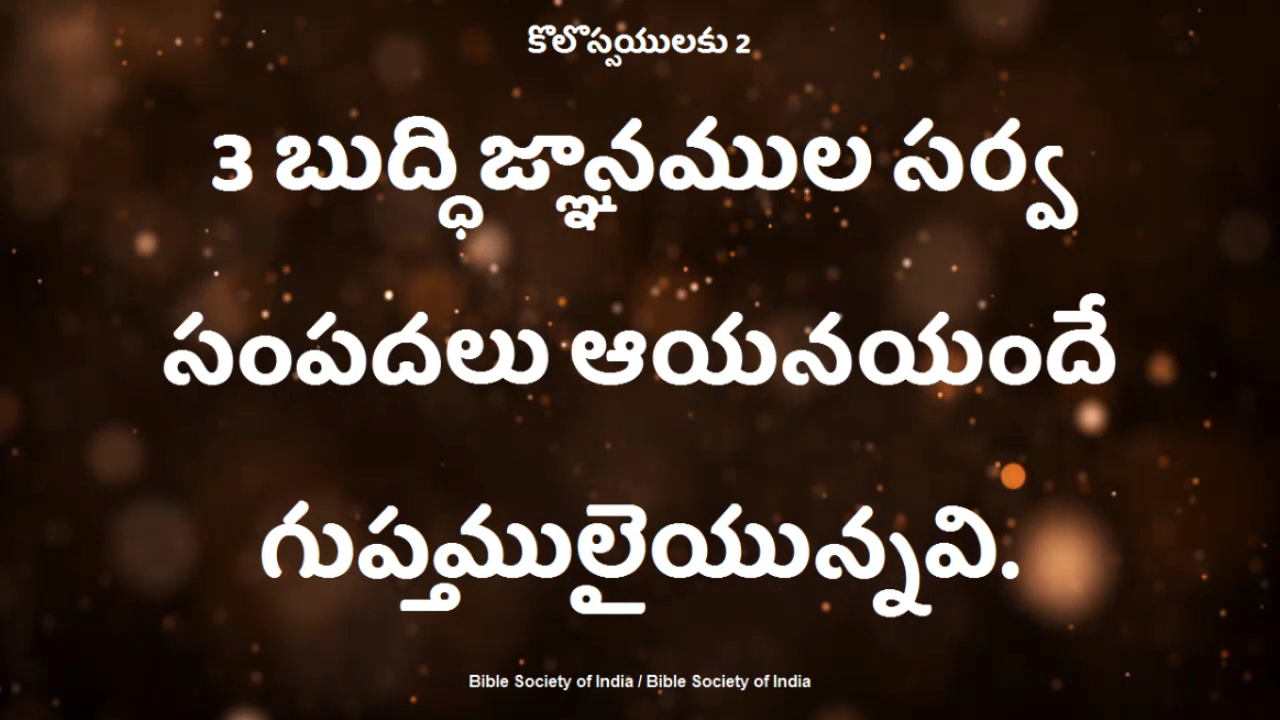 కొలొస్సయులకు 2
3 బుద్ధి జ్ఞానముల సర్వ
సంపదలు ఆయనయందే
గుప్తములైయున్నవి.
Bible Society of India / Bible Society of India